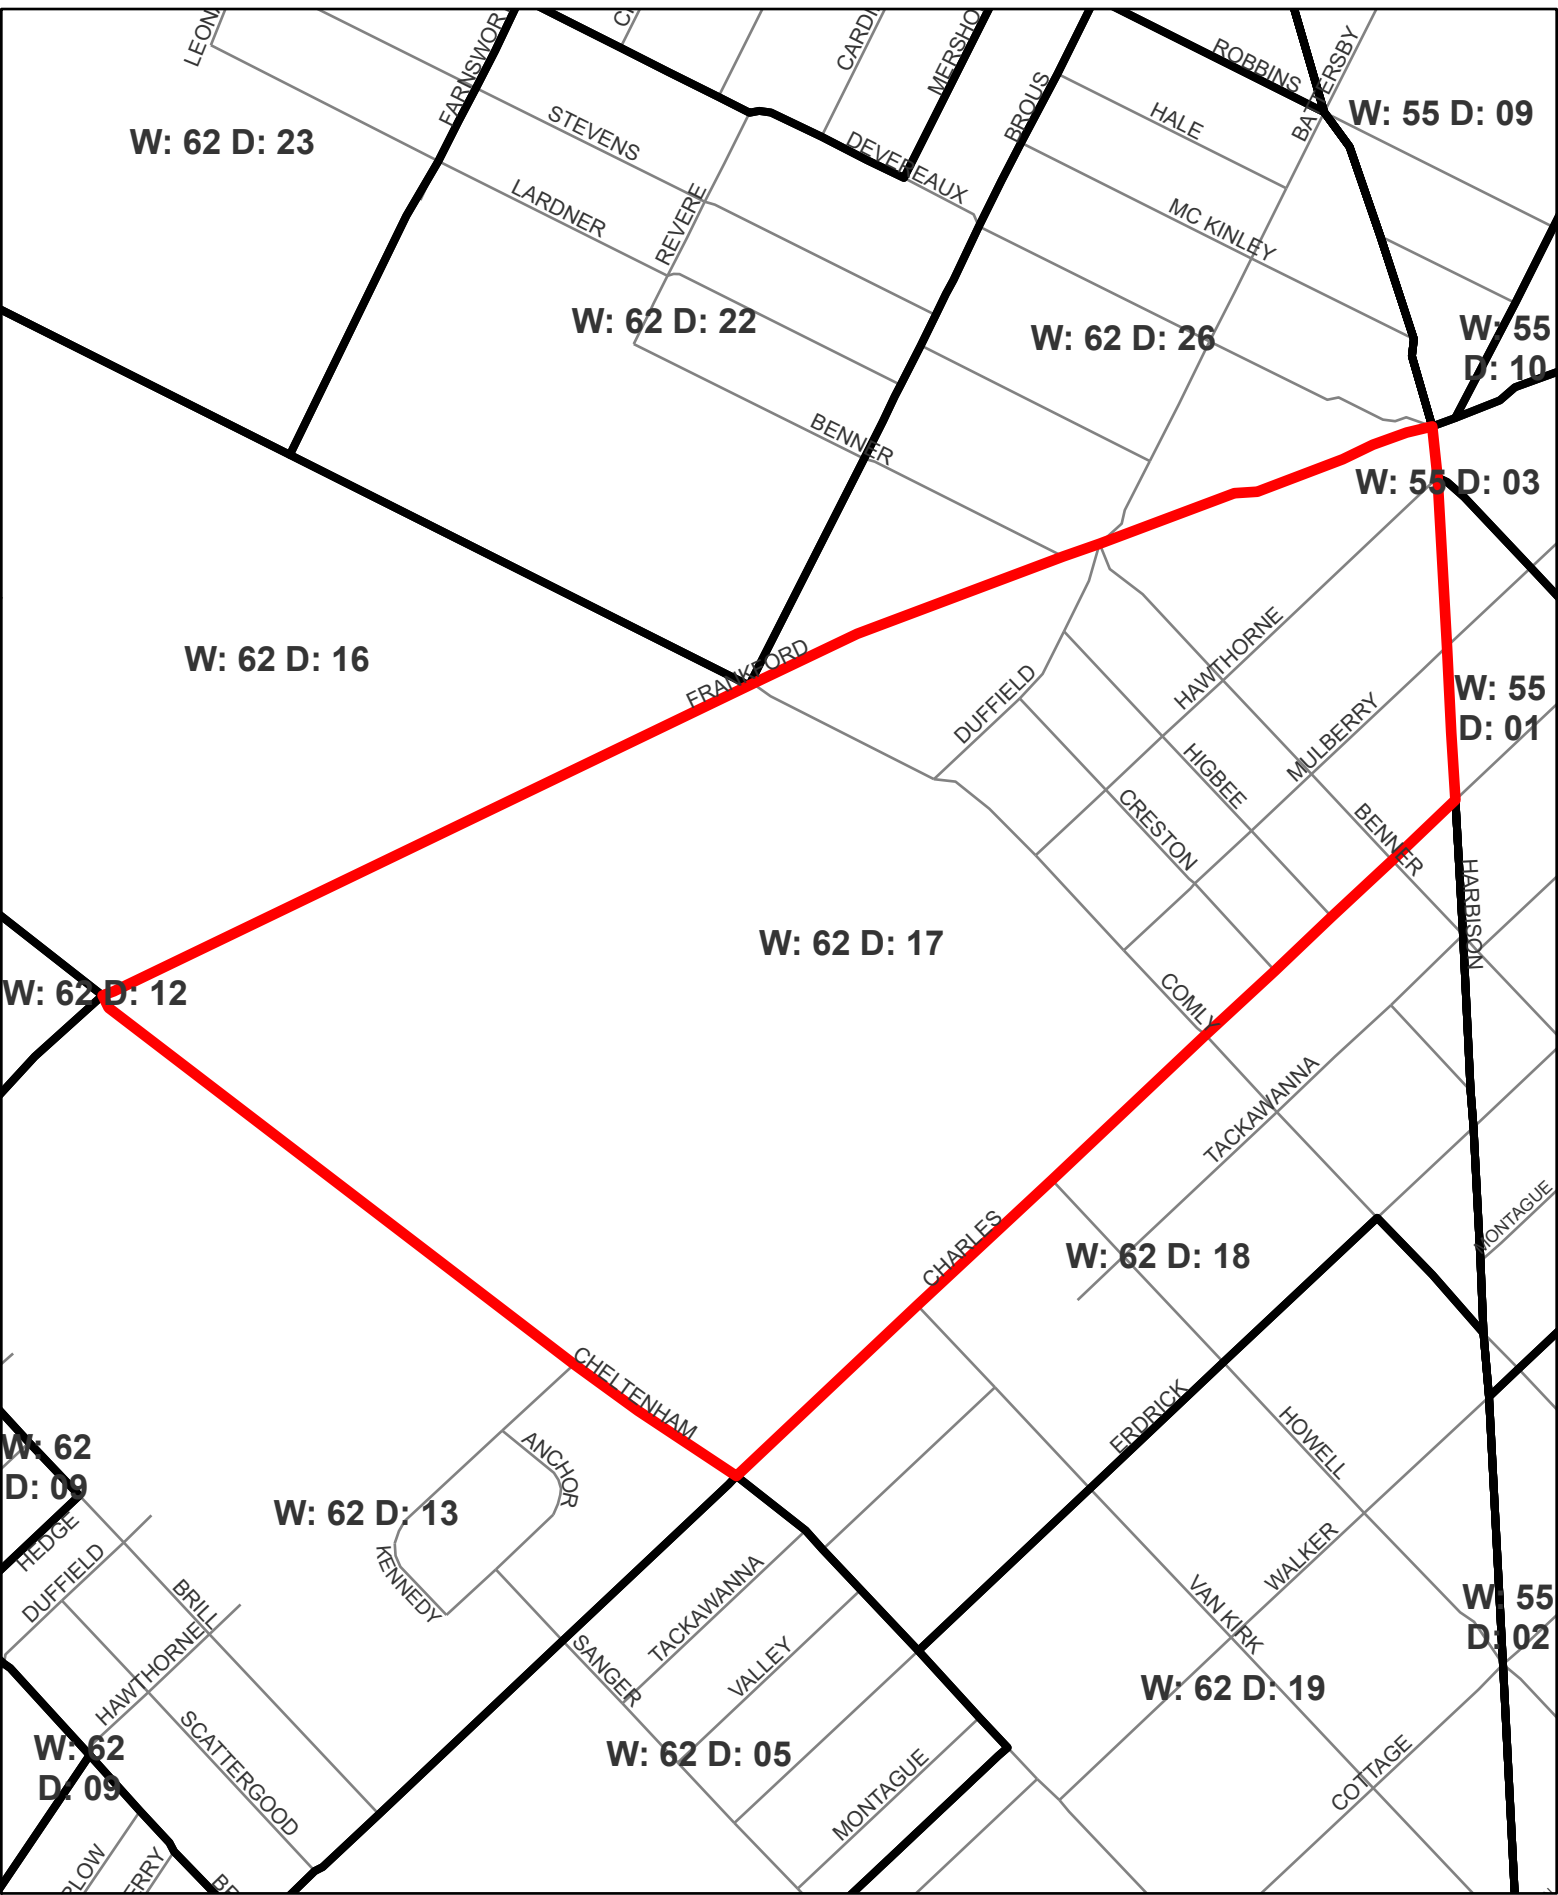 FARNSWOR
MERSHO
ROBBINS
BATTERSBY
W: 62 D: 23
STEVENS
DEVEREAUX
BROUS
HALE
W: 55 D: 09
LARDNER
REVERE
MC KINLEY
W: 62 D: 22
W: 62 D: 26
W: 55
D: 10
BENNER
W: 55 D: 03
W: 62 D: 16
FRANKFORD
DUFFIELD
HAWTHORNE
MULBERRY
W: 55
D: 01
HIGBEE
CRESTON
BENNER
HARBISON
W: 62 D: 17
W: 62 D: 12
COMLY
TACKAWANNA
MONTAGUE
CHARLES
W: 62 D: 18
CHELTENHAM
ERDRICK
HOWELL
W: 62
D: 09
ANCHOR
W: 62 D: 13
HEDGE
DUFFIELD
KENNEDY
BRILL
TACKAWANNA
WALKER
VAN KIRK
W: 55
D: 02
HAWTHORNE
SANGER
VALLEY
W: 62 D: 19
SCATTERGOOD
W: 62
D: 09
W: 62 D: 05
MONTAGUE
COTTAGE